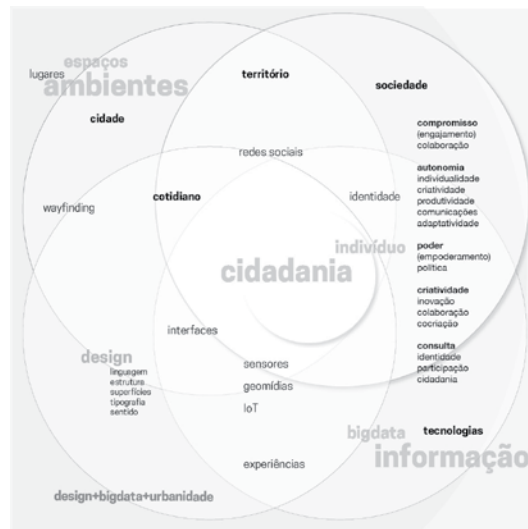 espaços
lugares
ambientes
território
sociedade
cidade
compromisso
(engajamento)
colaboração
redes sociais
autonomia
individualidade
criatividade
produtividade
comunicações
adaptatividade
cotidiano
identidade
wayfinding
indivíduo
poder
(empoderamento)
política
cidadania
criatividade
inovação
colaboração
cocriação
interfaces
design
linguagem
estrutura
superfícies
tipografia
sentido
sensores
geomídias
IoT
consulta
identidade
participação
cidadania
bigdata
tecnologias
informação
experiências
design+bigdata+urbanidade